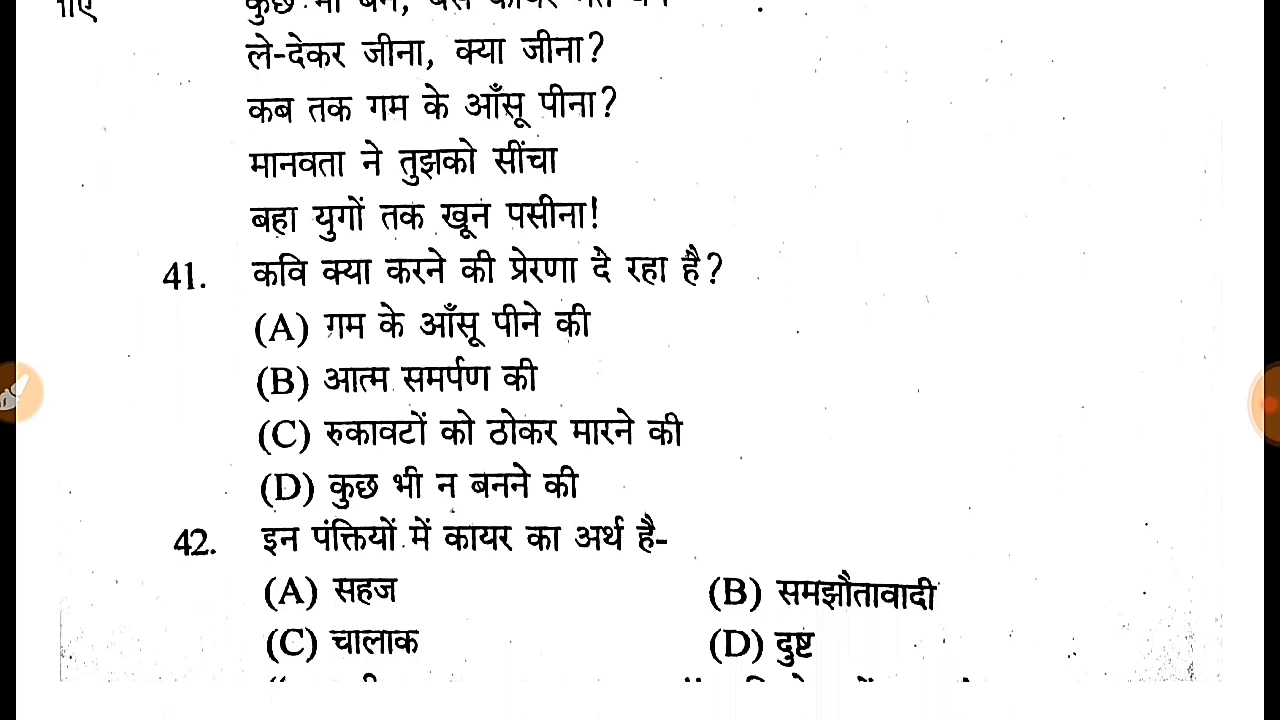 ले-देकर जीना, क्या जीना?
कब तक गम के आँसू पीना?
मानवता ने तुझको सींचा
बहा युगों तक खून पसीना!
41. कवि क्या करने की प्रेरणा दे रहा है?
(A) ग़म के आँसू पीने की
(B) आत्म समर्पण की
(C) रुकावटों को ठोकर मारने की
(D) कुछ भी न बनने की
42. इन पंक्तियों में कायर का अर्थ है-
(A) सहज (B) समझौतावादी
(C) चालाक (D) दुष्ट